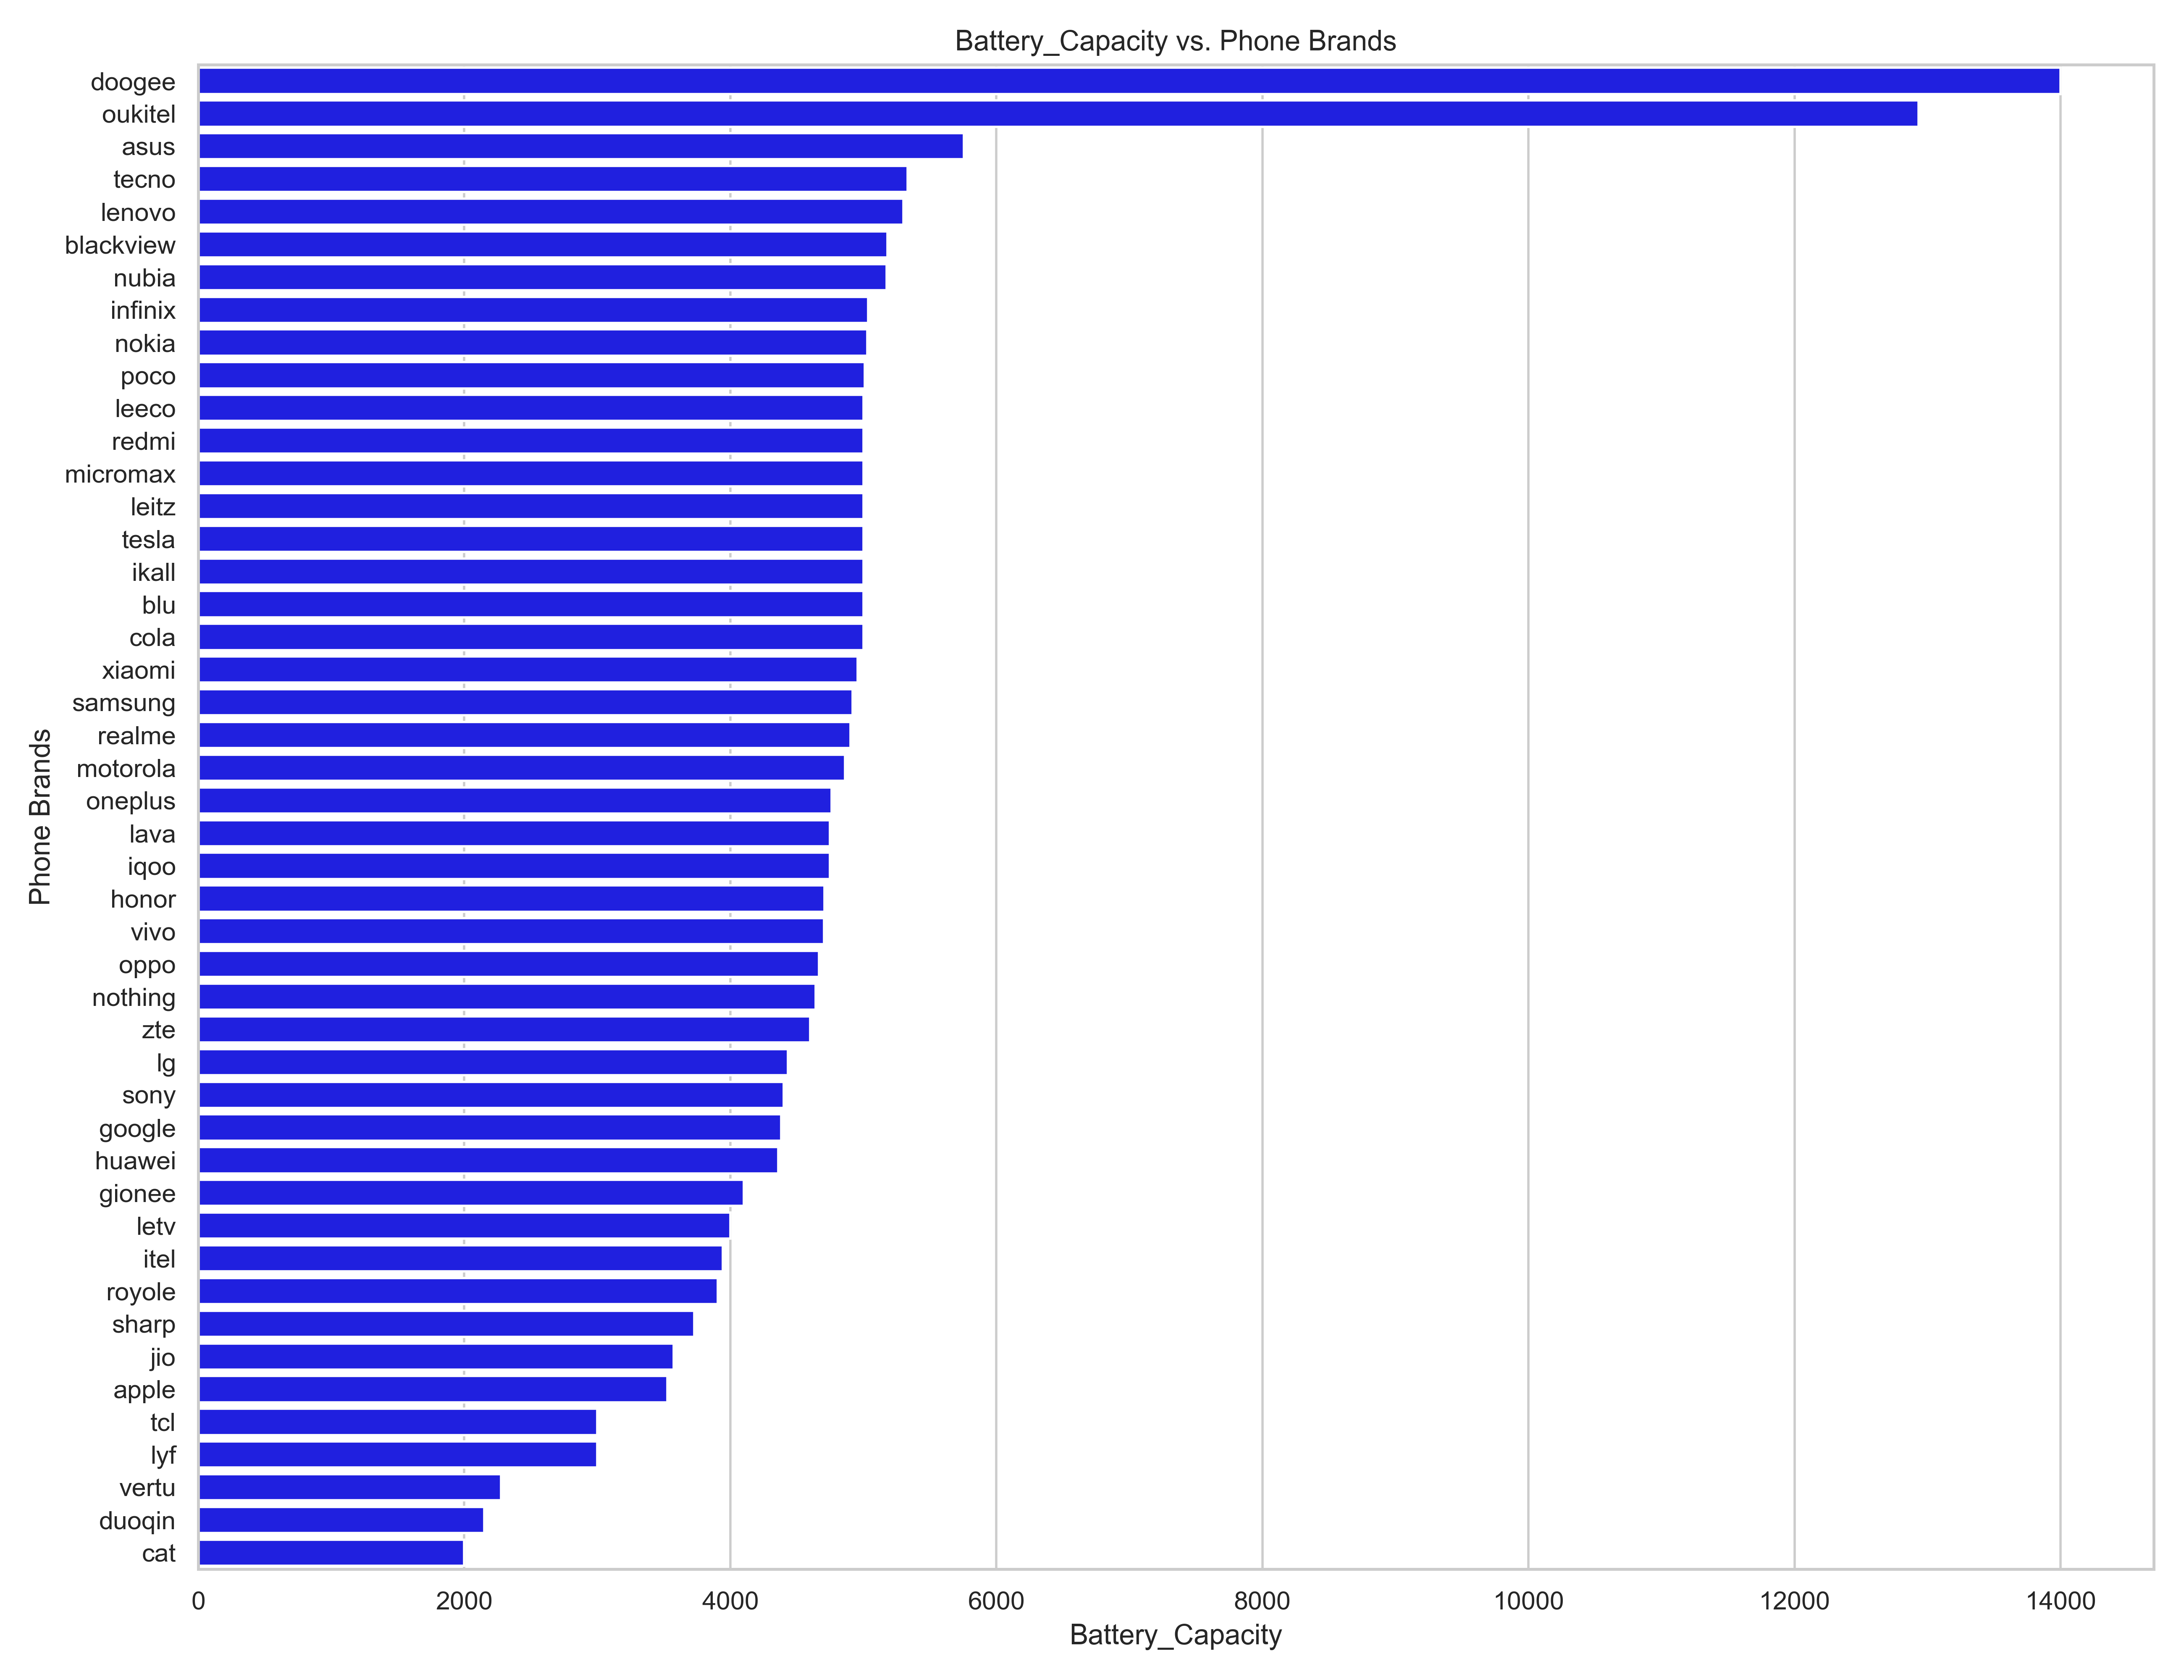 Battery_Capacity vs. Phone Brands
doogee
oukitel
asus
tecno
lenovo
blackview
nubia
infinix
nokia
poco
leeco
redmi
micromax
leitz
tesla
ikall
blu
cola
xiaomi
samsung
realme
motorola
oneplus
lava
iqoo
honor
vivo
oppo
nothing
zte
lg
sony
google
huawei
gionee
letv
itel
royole
sharp
jio
apple
tcl
lyf
vertu
duoqin
cat
Phone Brands
0 2000 4000 6000 8000 10000 12000 14000
Battery_Capacity